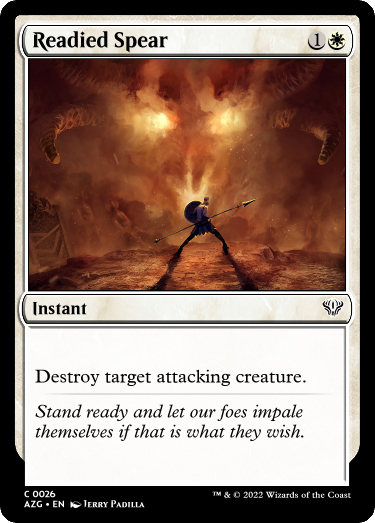 Readied Spear 1
Instant
Destroy target attacking creature.
Stand ready and let our foes impale
themselves if that is what they wish.
C 0026
AZG • EN Jerry Padilla
™ & © 2022 Wizards of the Coast